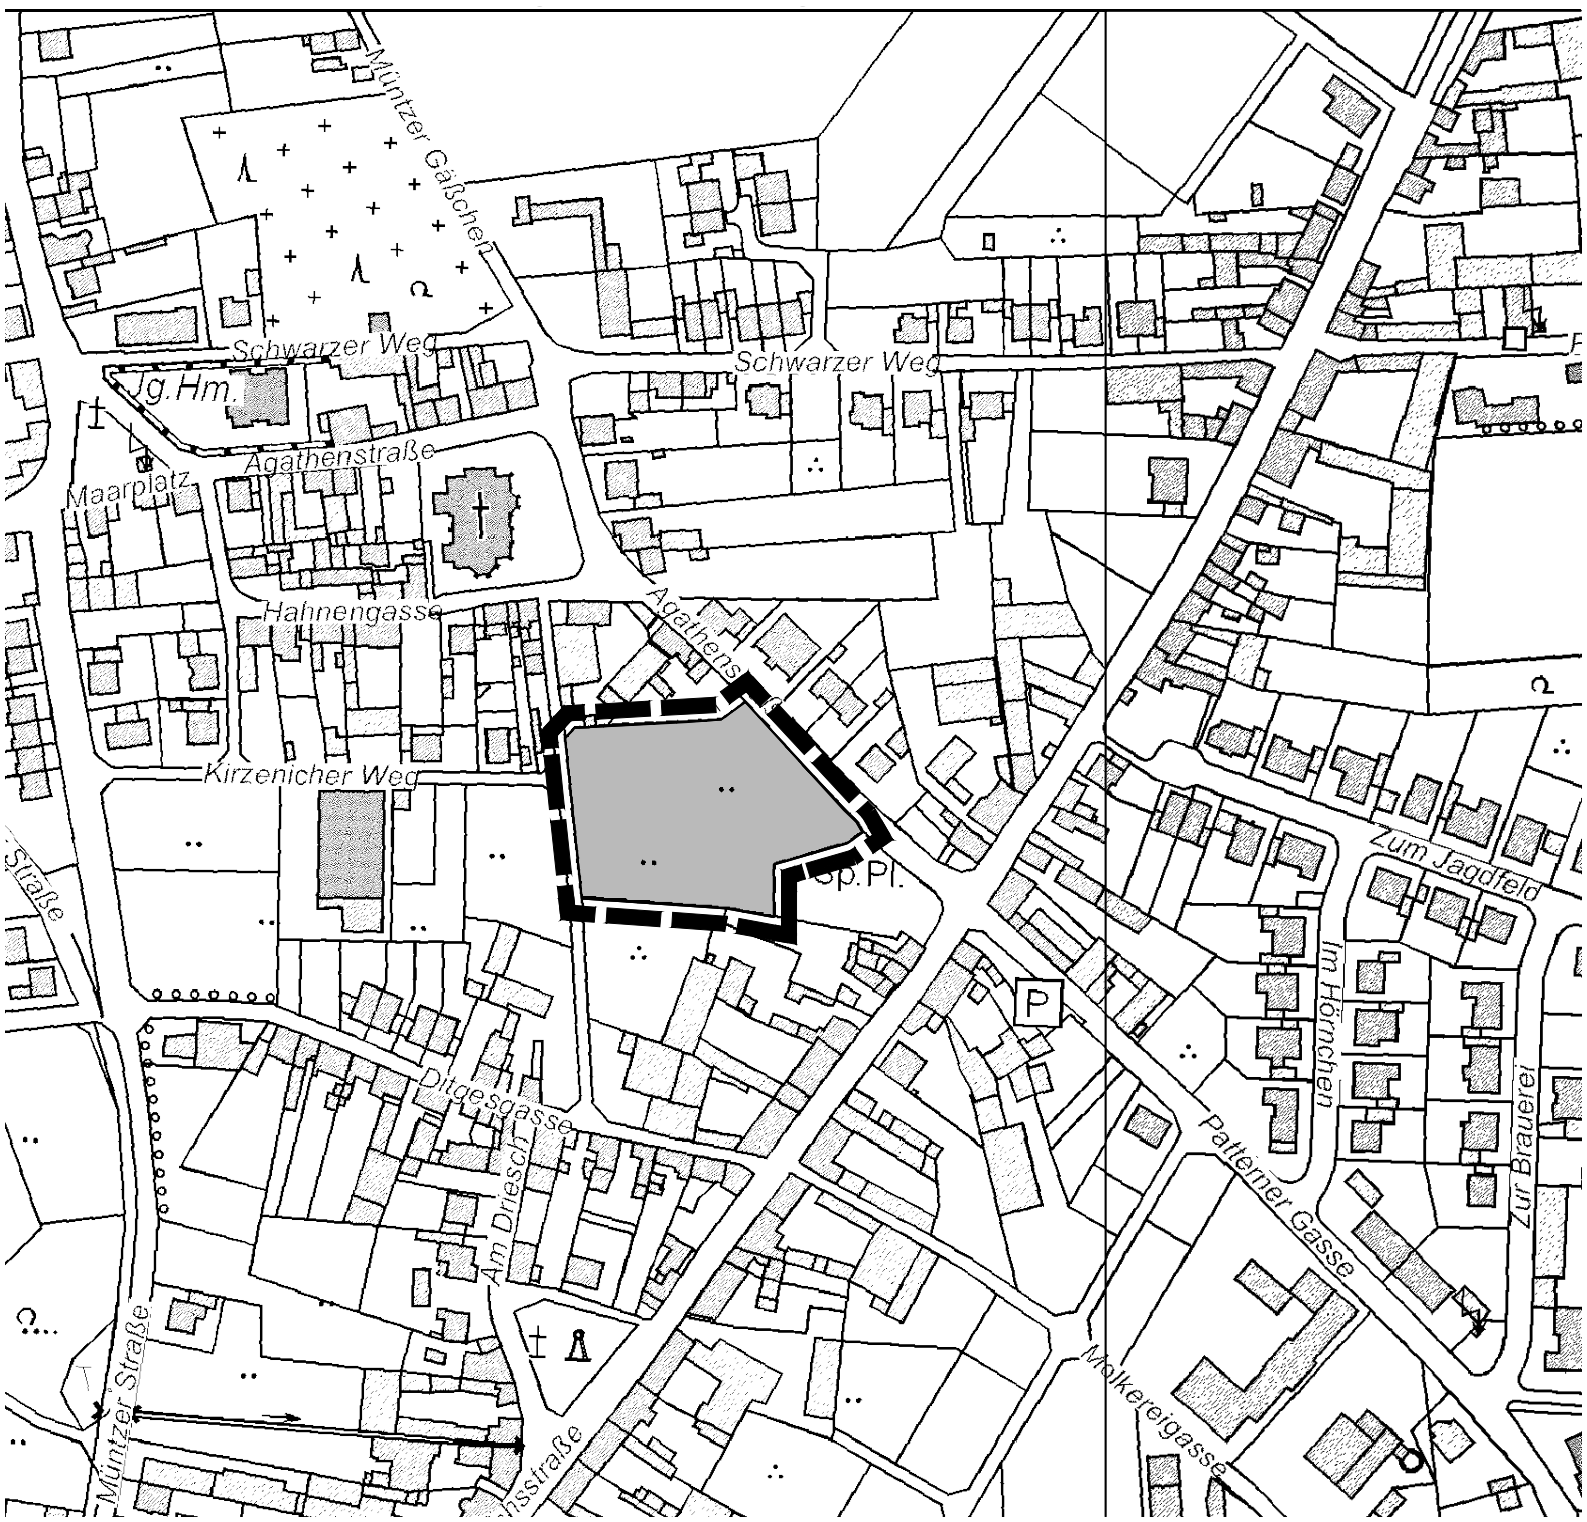 Müntzer Gäßchen
Schwarzer Weg
Schwarzer Weg
Jg.Hm.
Agathenstraße
Maarplatz
Hahnengasse
Agathens
Kirzenicher Weg
Straße
Sp.Pl.
Zum Jagdfeld
Im Hörnchen
P
Ditgesgasse
Am Driesch
Patterner Gasse
Zur Brauerei
Müntzer Straße
Molkereigasse
nsstraße